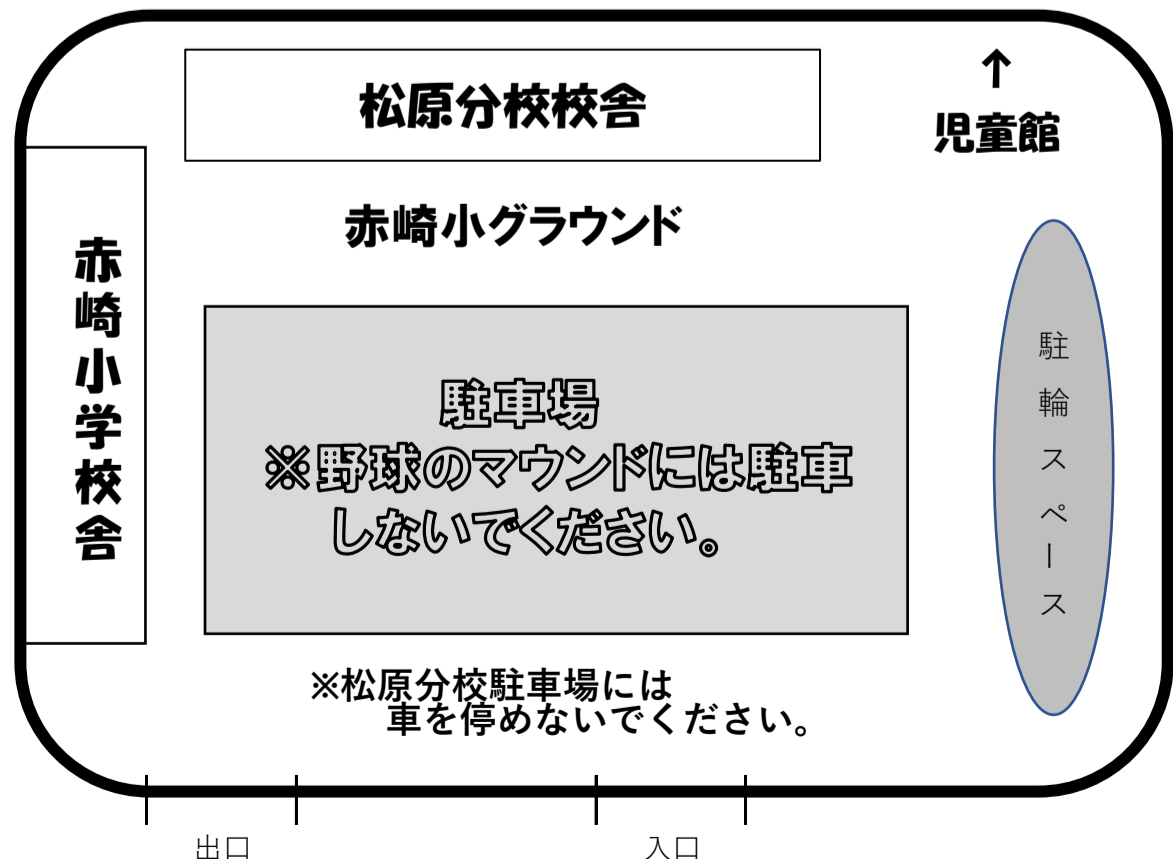 松原分校校舎
↑
児童館
赤崎小グラウンド
赤崎小学校舎
駐車場
※野球のマウンドには駐車
しないでください。
駐輪スペース
※松原分校駐車場には
車を停めないでください。
出口
入口